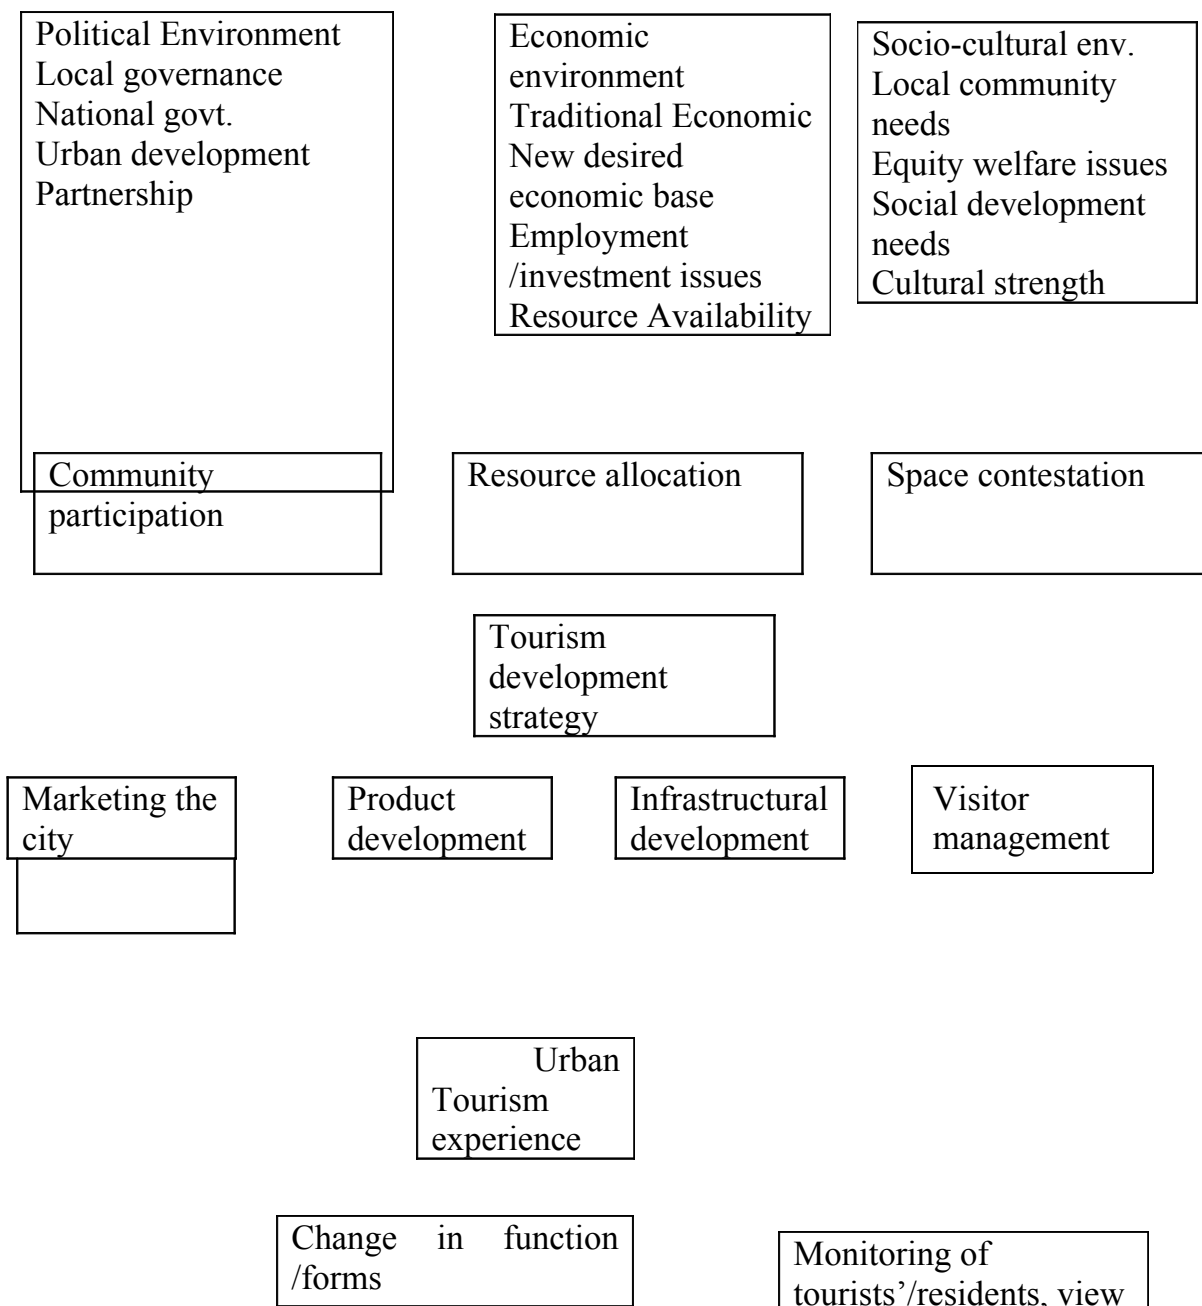 Political Environment
Local governance
National govt.
Urban development
Partnership
Economic
environment
Traditional Economic
New desired
economic base
Employment
/investment issues
Resource Availability
Socio-cultural env.
Local community
needs
Equity welfare issues
Social development
needs
Cultural strength
Community
participation
Resource allocation
Space contestation
Tourism
development
strategy
Marketing the
city
Product
development
Infrastructural
development
Visitor
management
Urban
Tourism
experience
Change in function
/forms
Monitoring of
tourists’/residents, view